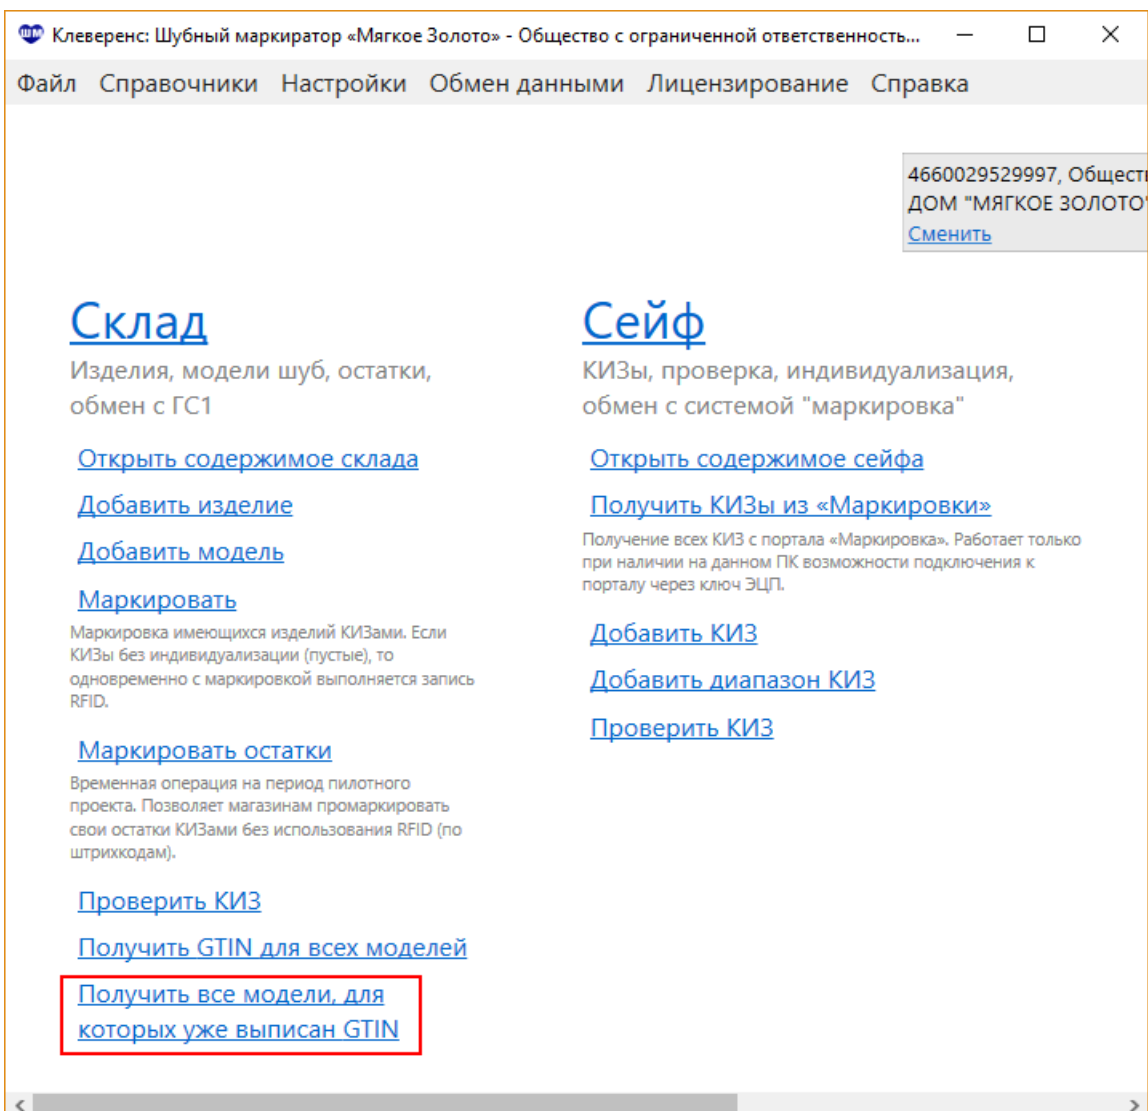 шм Клеверенс: Шубный маркиратор «Мягкое Золото» - Общество с ограниченной ответственность...
Файл Справочники Настройки Обмен данными Лицензирование Справка
4660029529997, Общест
ДОМ "МЯГКОЕ ЗОЛОТО"
Сменить
Склад
Изделия, модели шуб, остатки,
обмен с ГС1
Открыть содержимое склада
Добавить изделие
Добавить модель
Маркировать
Маркировка имеющихся изделий КИЗами. Если
КИЗы без индивидуализации (пустые), то
одновременно с маркировкой выполняется запись
RFID.
Маркировать остатки
Временная операция на период пилотного
проекта. Позволяет магазинам промаркировать
свои остатки КИЗами без использования RFID (по
штрихкодам).
Проверить КИЗ
Получить GTIN для всех моделей
Получить все модели, для
которых уже выписан GTIN
Сейф
КИЗы, проверка, индивидуализация,
обмен с системой "маркировка"
Открыть содержимое сейфа
Получить КИЗы из «Маркировки»
Получение всех КИЗ с портала «Маркировка». Работает только
при наличии на данном ПК возможности подключения к
порталу через ключ ЭЦП.
Добавить КИЗ
Добавить диапазон КИЗ
Проверить КИЗ